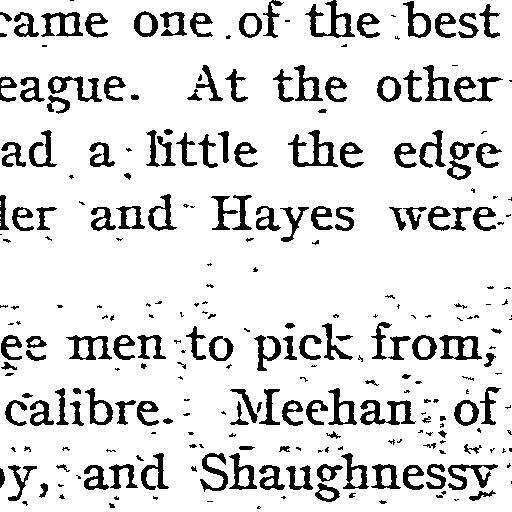 came one of the best
eague. At the other
ad a little the edge
der and Hayes were
ee men to pick from,
calibre. Meehan of
y, and Shaughnessy